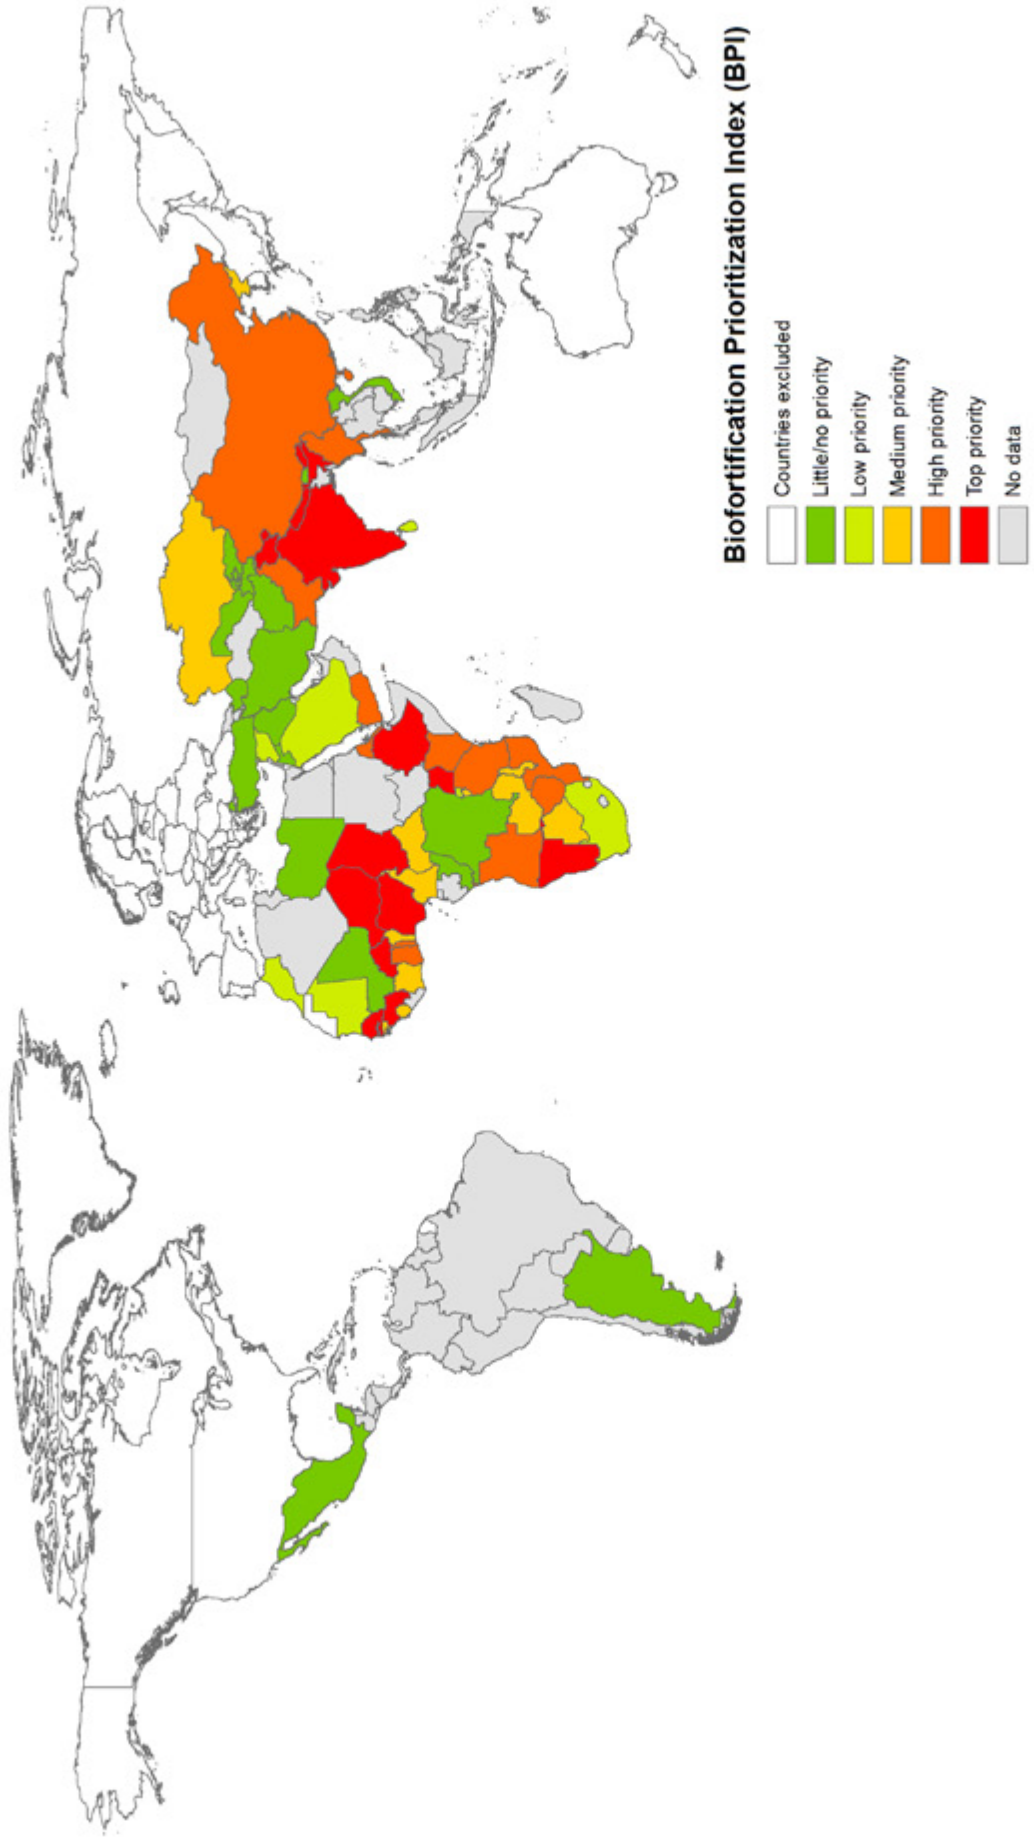 Biofortification Prioritization Index (BPI)
Countries excluded
Little/no priority
Low priority
Medium priority
High priority
Top priority
No data